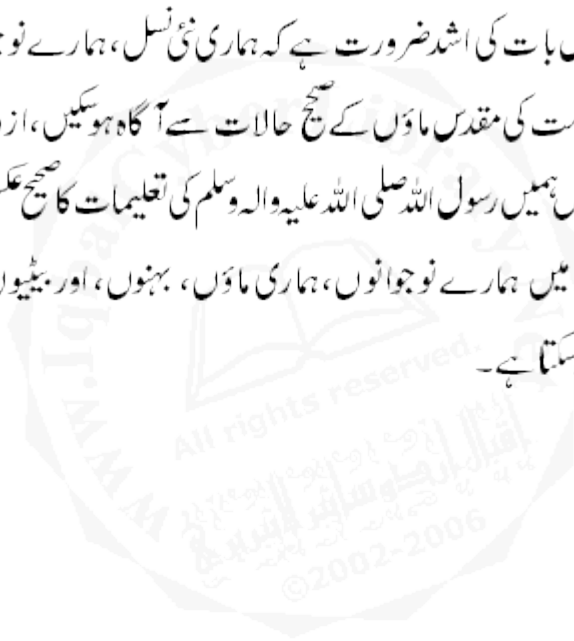 بات کی اشد ضرورت ہے کہ ہماری نئی نسل، ہمارے نو
ت کی مقدس ماؤں کے صحیح حالات سے آگاہ ہوسکیں، از
ہمیں رسول اللہ صلی اللہ علیہ والہ وسلم کی تعلیمات کا صحیح عکس
میں ہمارے نوجوانوں، ہماری ماؤں، بہنوں، اور بیٹیوں
سکتا ہے۔
All rights reserved.
©2002-2006